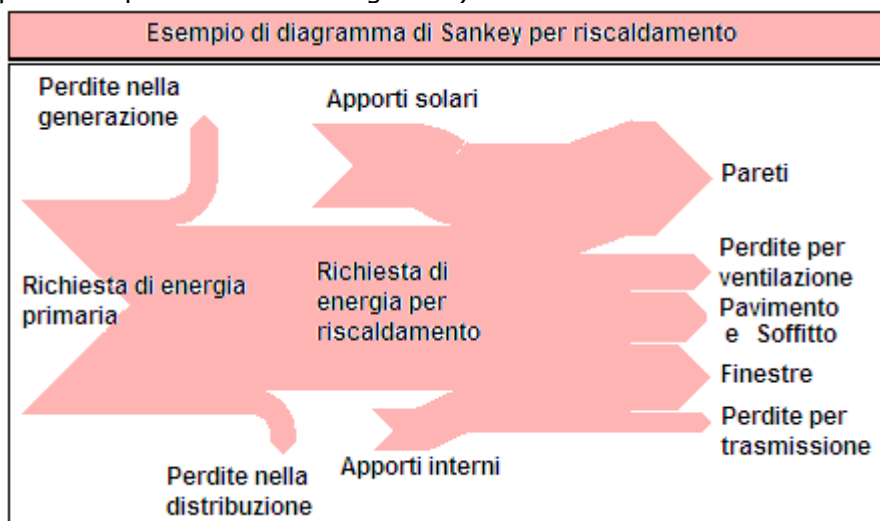 Esempio di diagramma di Sankey per riscaldamento
Perdite nella
generazione
Apporti solari
Pareti
Richiesta di energia
primaria
Richiesta di
energia per
riscaldamento
Perdite per
ventilazione
Pavimento
e Soffitto
Finestre
Perdite per
trasmissione
Perdite nella
distribuzione
Apporti interni